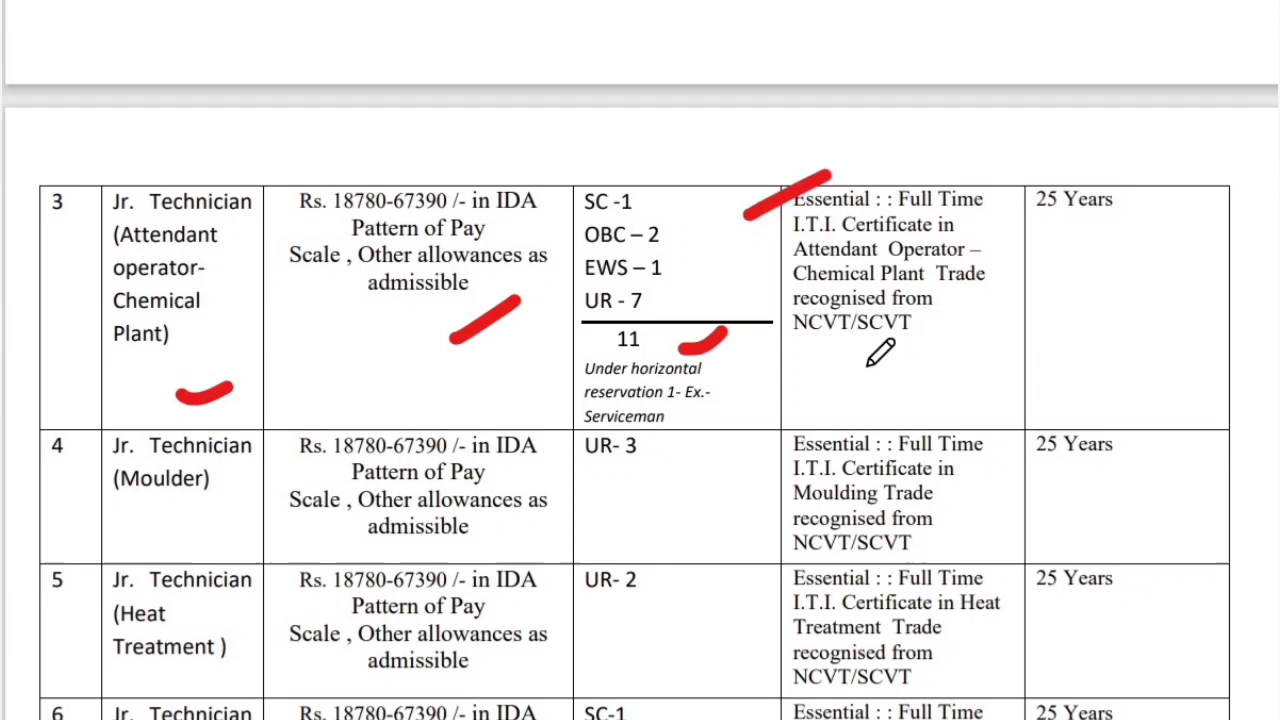 3
Jr. Technician
(Attendant
operator-
Chemical
Plant)
Rs. 18780-67390 /- in IDA
Pattern of Pay
Scale , Other allowances as
admissible
SC -1
OBC – 2
EWS – 1
UR - 7
11
Under horizontal
reservation 1- Ex.-
Serviceman
Essential : : Full Time
I.T.I. Certificate in
Attendant Operator –
Chemical Plant Trade
recognised from
NCVT/SCVT
25 Years
4
Jr. Technician
(Moulder)
Rs. 18780-67390 /- in IDA
Pattern of Pay
Scale , Other allowances as
admissible
UR- 3
Essential : : Full Time
I.T.I. Certificate in
Moulding Trade
recognised from
NCVT/SCVT
25 Years
5
Jr. Technician
(Heat
Treatment )
Rs. 18780-67390 /- in IDA
Pattern of Pay
Scale , Other allowances as
admissible
UR- 2
Essential : : Full Time
I.T.I. Certificate in Heat
Treatment Trade
recognised from
NCVT/SCVT
25 Years
6
Jr. Technician
Rs. 18780-67390 /- in IDA
SC-1
Essential : : Full Time
25 Years